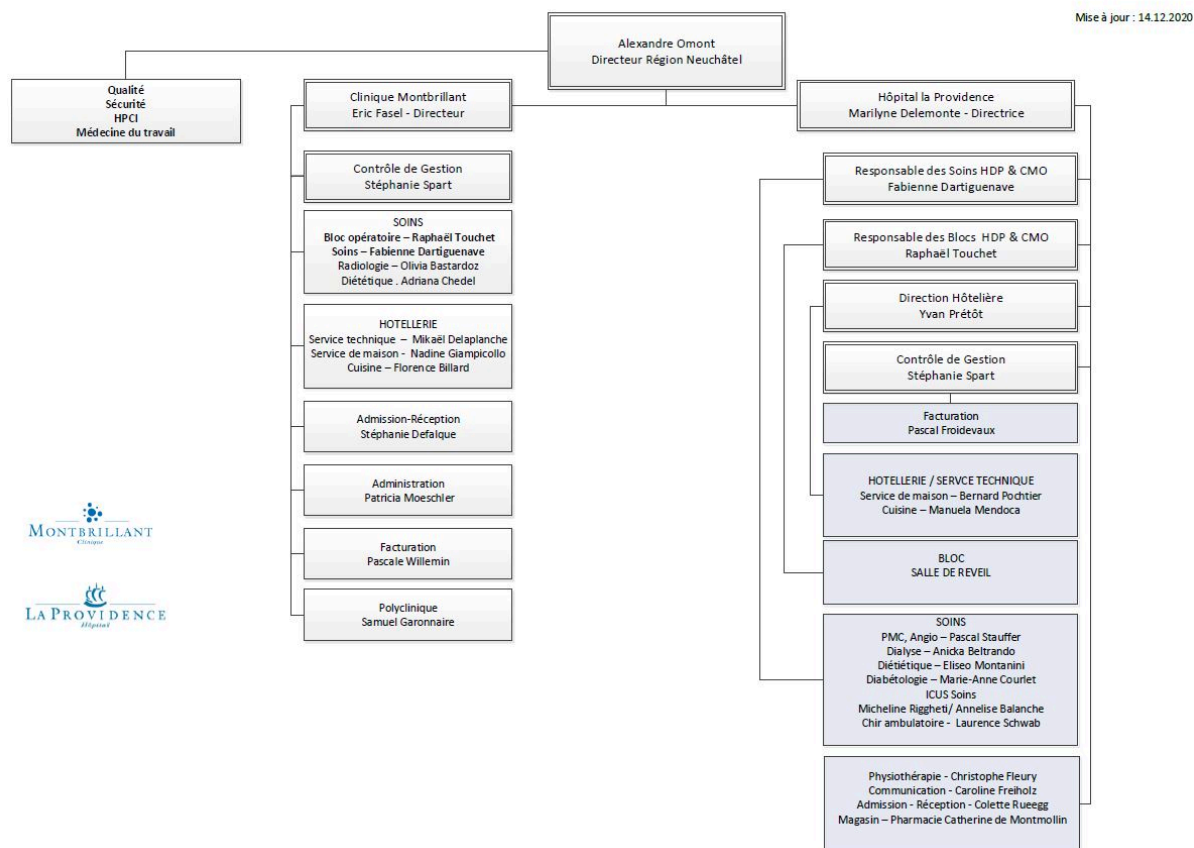 Mise à jour : 14.12.2020
Alexandre Omont
Directeur Région Neuchâtel
Qualité
Sécurité
HPCI
Médecine du travail
Clinique Montbrillant
Eric Fasel - Directeur
Contrôle de Gestion
Stéphanie Spart
SOINS
Bloc opératoire – Raphaël Touchet
Soins – Fabienne Dartiguenave
Radiologie – Olivia Bastardoz
Diététique . Adriana Chedel
HOTELLERIE
Service technique – Mikaël Delaplanche
Service de maison - Nadine Giampicollo
Cuisine – Florence Billard
Admission-Réception
Stéphanie Defalque
Administration
Patricia Moeschler
Facturation
Pascale Willemin
Polyclinique
Samuel Garonnaire
MONTBRILLANT
Clinique
LA PROVIDENCE
Hôpital
Hôpital la Providence
Marilyne Delemonte - Directrice
Responsable des Soins HDP & CMO
Fabienne Dartiguenave
Responsable des Blocs HDP & CMO
Raphaël Touchet
Direction Hôtelière
Yvan Prétôt
Contrôle de Gestion
Stéphanie Spart
Facturation
Pascal Froidevaux
HOTELLERIE / SERVCE TECHNIQUE
Service de maison – Bernard Pochtier
Cuisine – Manuela Mendoca
BLOC
SALLE DE REVEIL
SOINS
PMC, Angio – Pascal Stauffer
Dialyse – Anicka Beltrando
Diétiétique – Eliseo Montanini
Diabétologie – Marie-Anne Courlet
ICUS Soins
Micheline Riggheti/ Annelise Balanche
Chir ambulatoire - Laurence Schwab
Physiothérapie - Christophe Fleury
Communication - Caroline Freiholz
Admission - Réception - Colette Rueegg
Magasin – Pharmacie Catherine de Montmollin